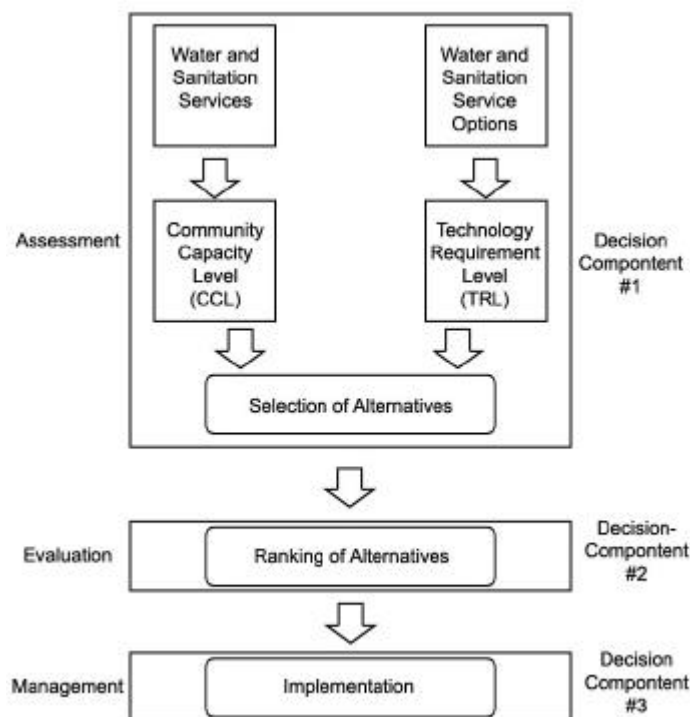 Water and
Sanitation
Services
Water and
Sanitation
Service
Options
Assessment
Community
Capacity
Level
(CCL)
Technology
Requirement
Level
(TRL)
Decision
Compontent
#1
Selection of Alternatives
Evaluation
Ranking of Alternatives
Decision-
Compontent
#2
Management
Implementation
Decision
Compontent
#3